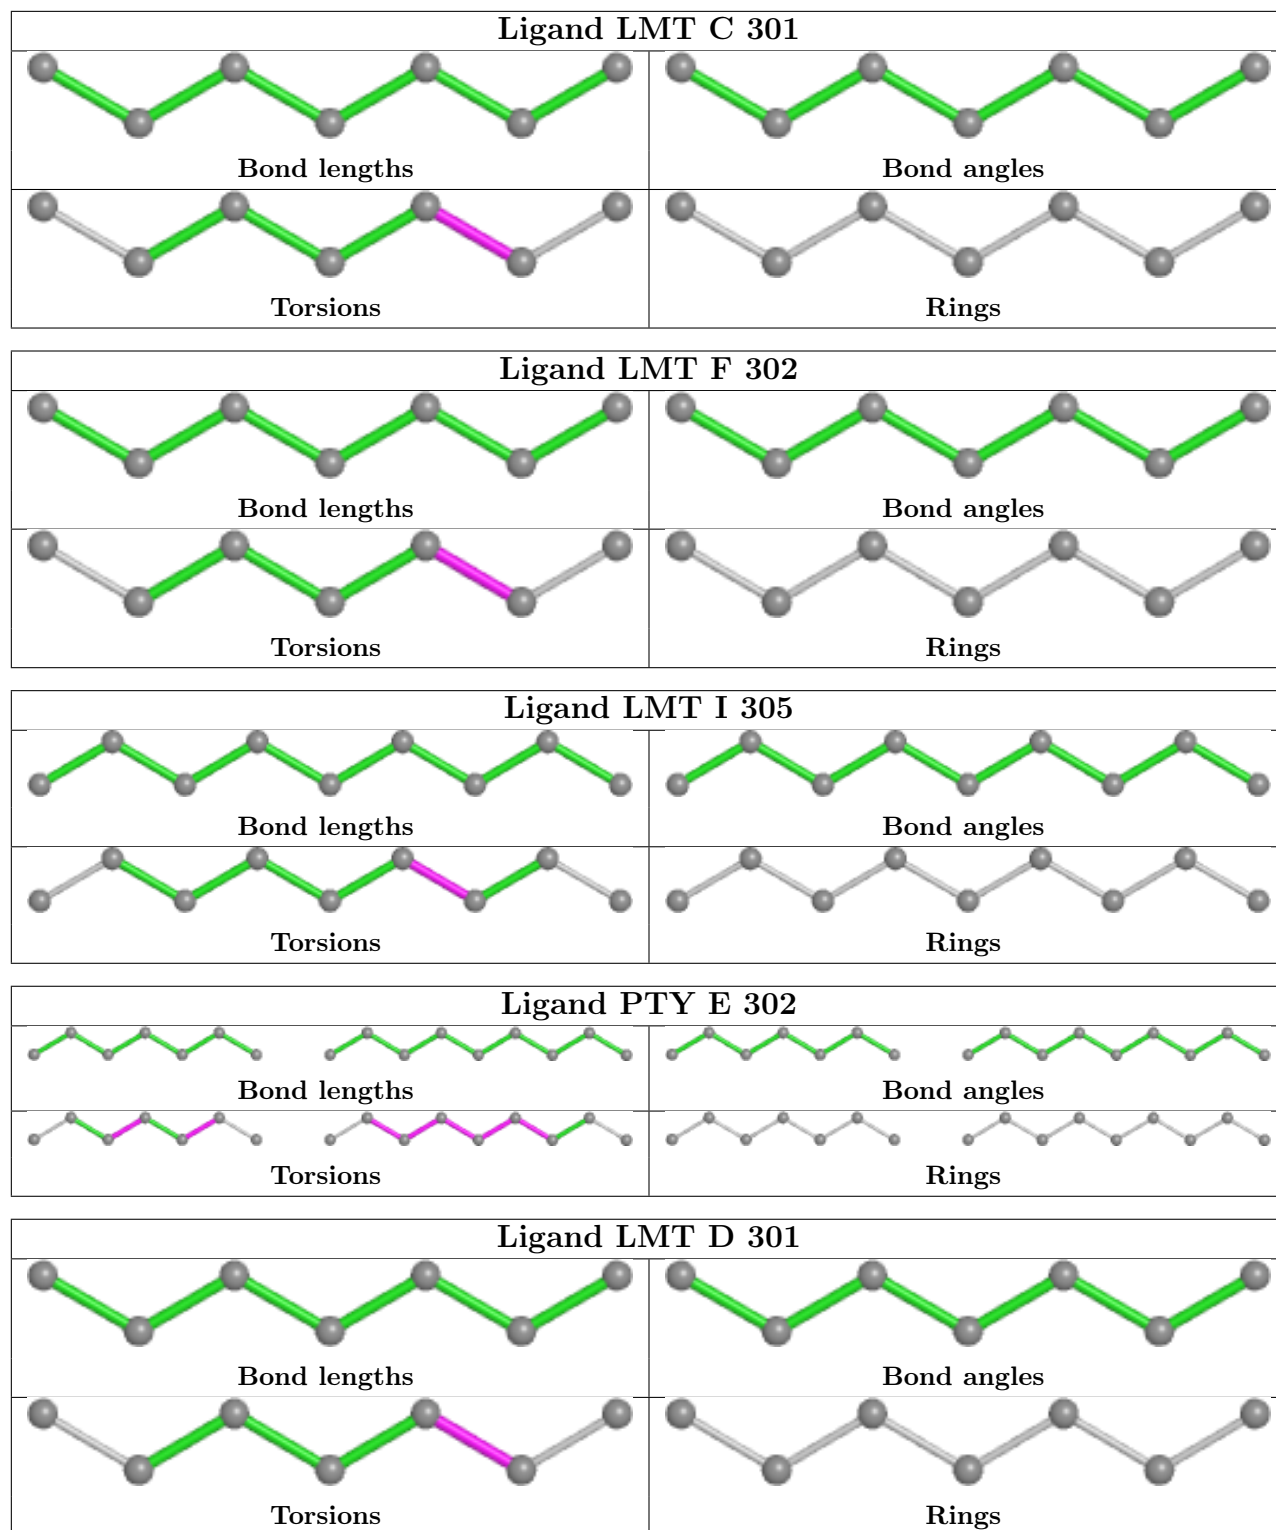 Ligand LMT C 301
Bond lengths Bond angles
Torsions Rings
Ligand LMT F 302
Bond lengths Bond angles
Torsions Rings
Ligand LMT I 305
Bond lengths Bond angles
Torsions Rings
Ligand PTY E 302
Bond lengths Bond angles
Torsions Rings
Ligand LMT D 301
Bond lengths Bond angles
Torsions Rings